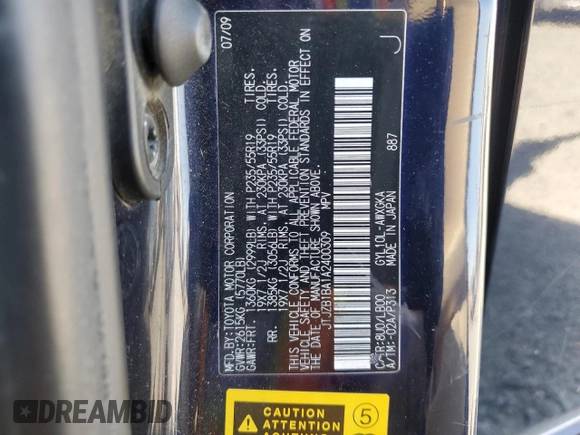 MFD.BY:TOYOTA MOTOR CORPORATION 07/09
GVWR:2615KG (5770LB)
GAWR:FRT. 1360KG (2999LB) WITH P235/55R19 TIRES.
19X7 1/2J RIMS. AT 230KPA (33PSI) COLD.
RR. 1385KG (3056LB) WITH P235/55R19 TIRES.
19X7 1/2J RIMS. AT 230KPA (33PSI) COLD.
THIS VEHICLE CONFORMS TO ALL APPLICABLE FEDERAL MOTOR
VEHICLE SAFETY AND THEFT PREVENTION STANDARDS IN EFFECT ON
THE DATE OF MANUFACTURE SHOWN ABOVE.
JTJZB1BA1A2400309 MPV
J
C/TR:8U0/LB00 GYL10L-AWXGKA
A/TM:-02A/P313 MADE IN JAPAN 887
CAUTION
ATTENTION
5
DREAMBID